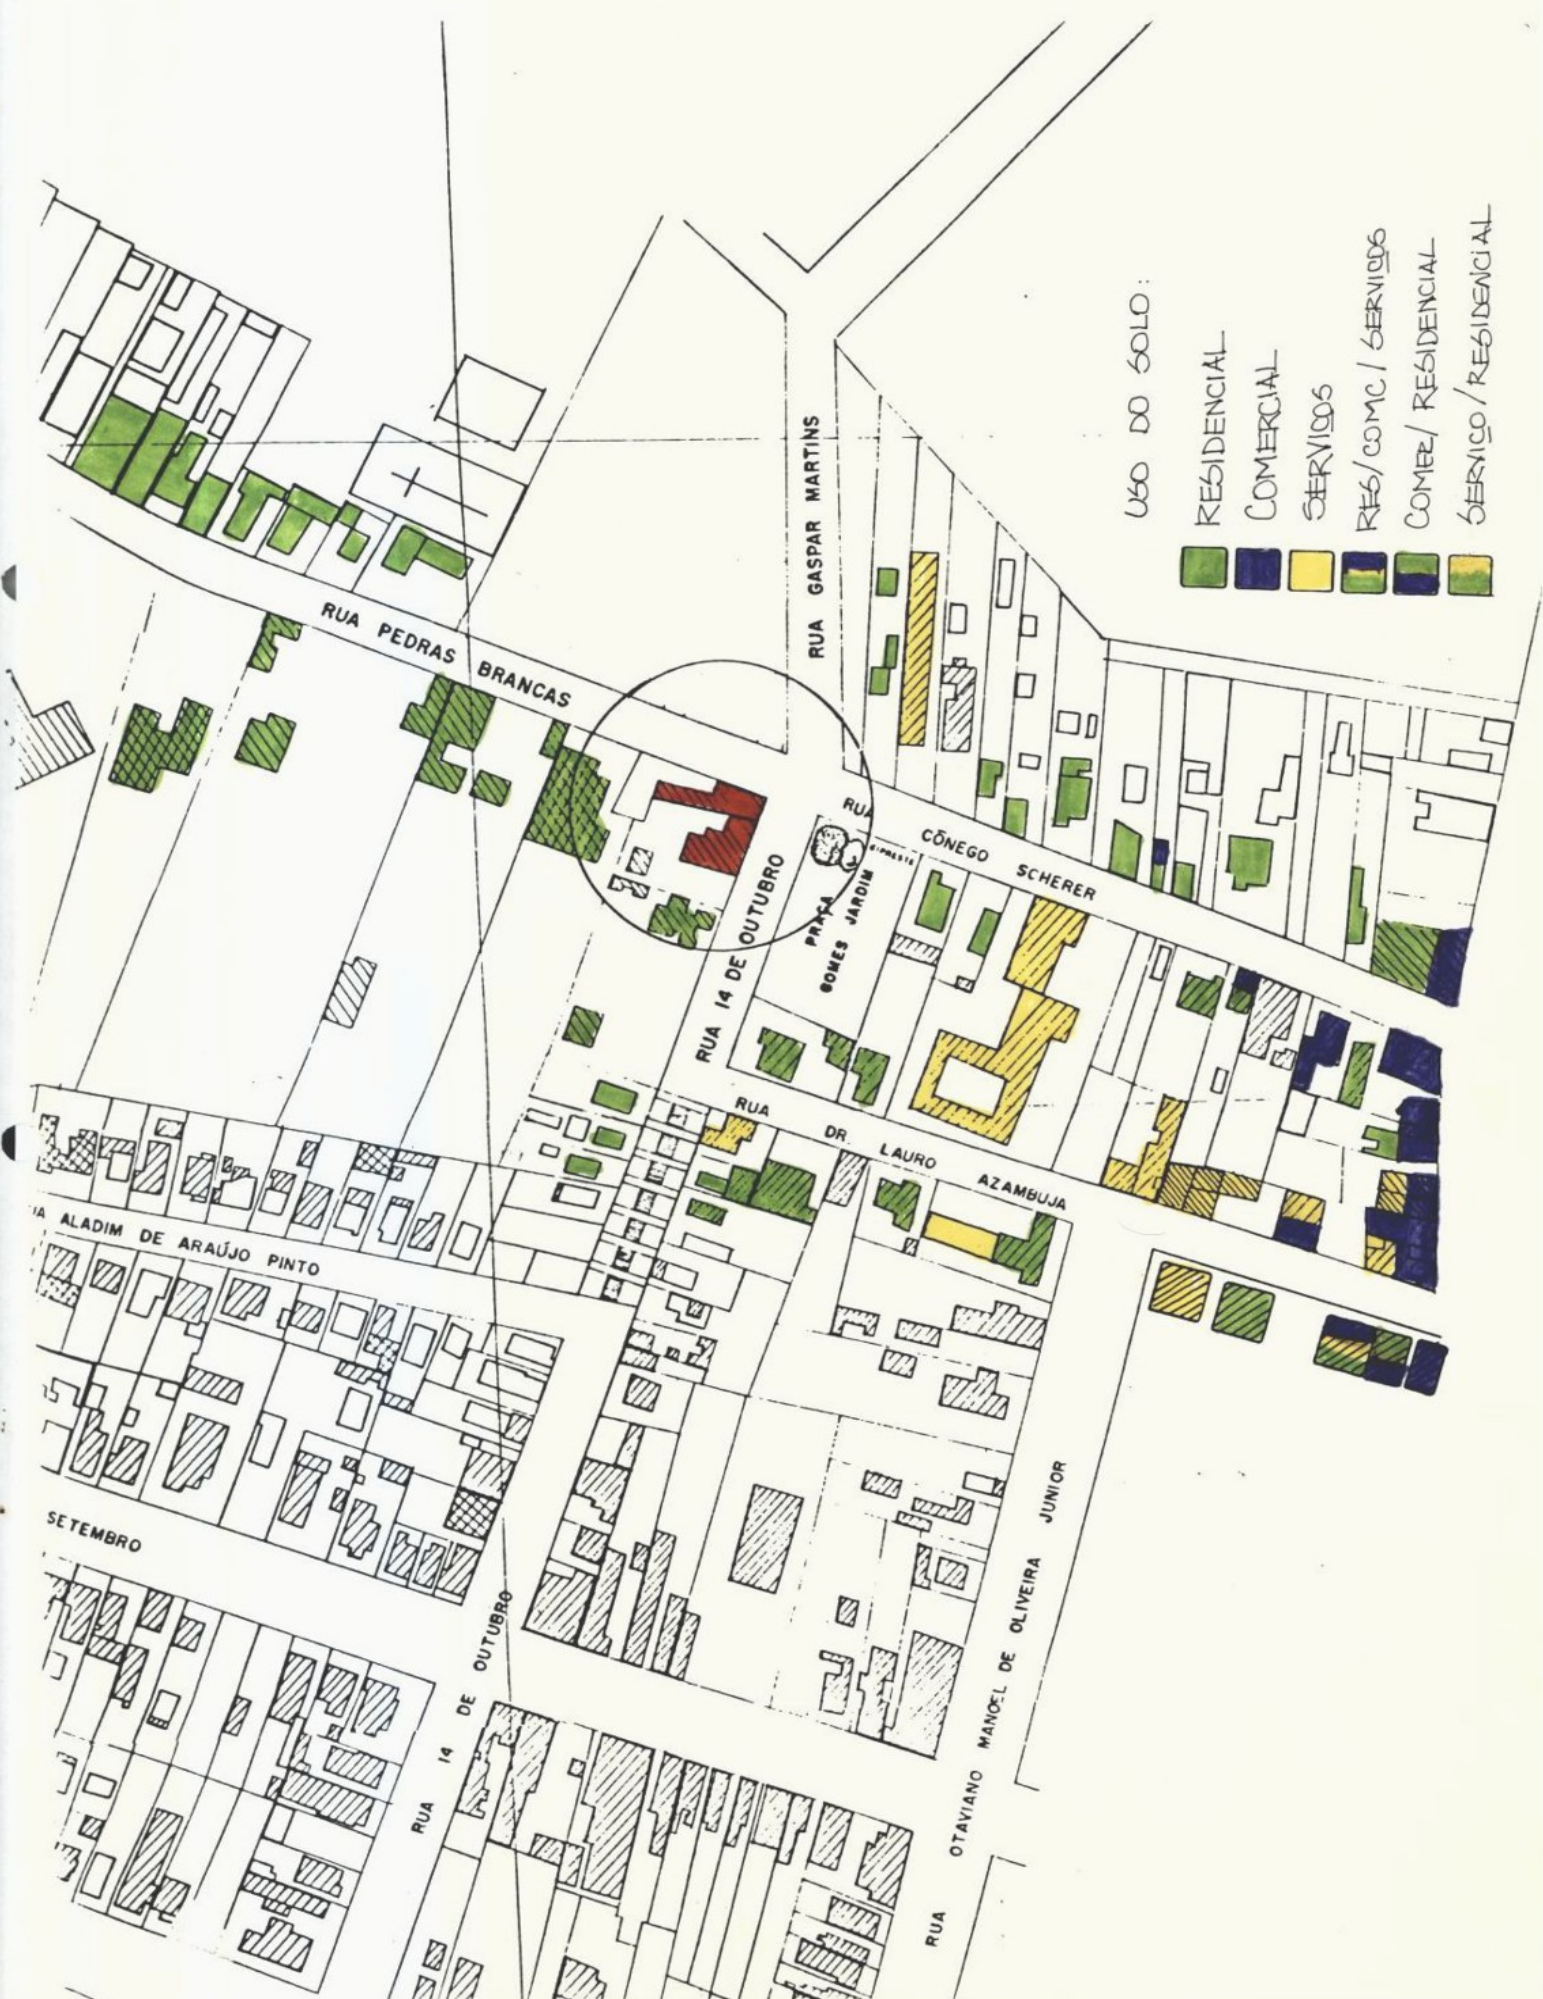 USO DO SOLO:
RESIDENCIAL
COMERCIAL
SERVIÇOS
RES/COMC/SERVIÇOS
COMER/RESIDENCIAL
SERVIÇO/RESIDENCIAL
RUA GASPAR MARTINS
RUA PEDRAS BRANCAS
RUA CÔNEGO SCHERER
CIPRESTE
PRAÇA
GOMES JARDIM
RUA 14 DE OUTUBRO
RUA DR. LAURO AZAMBUJA
UA ALADIM DE ARAÚJO PINTO
SETEMBRO
RUA 14 DE OUTUBRO
RUA OTAVIANO MANOEL DE OLIVEIRA JUNIOR